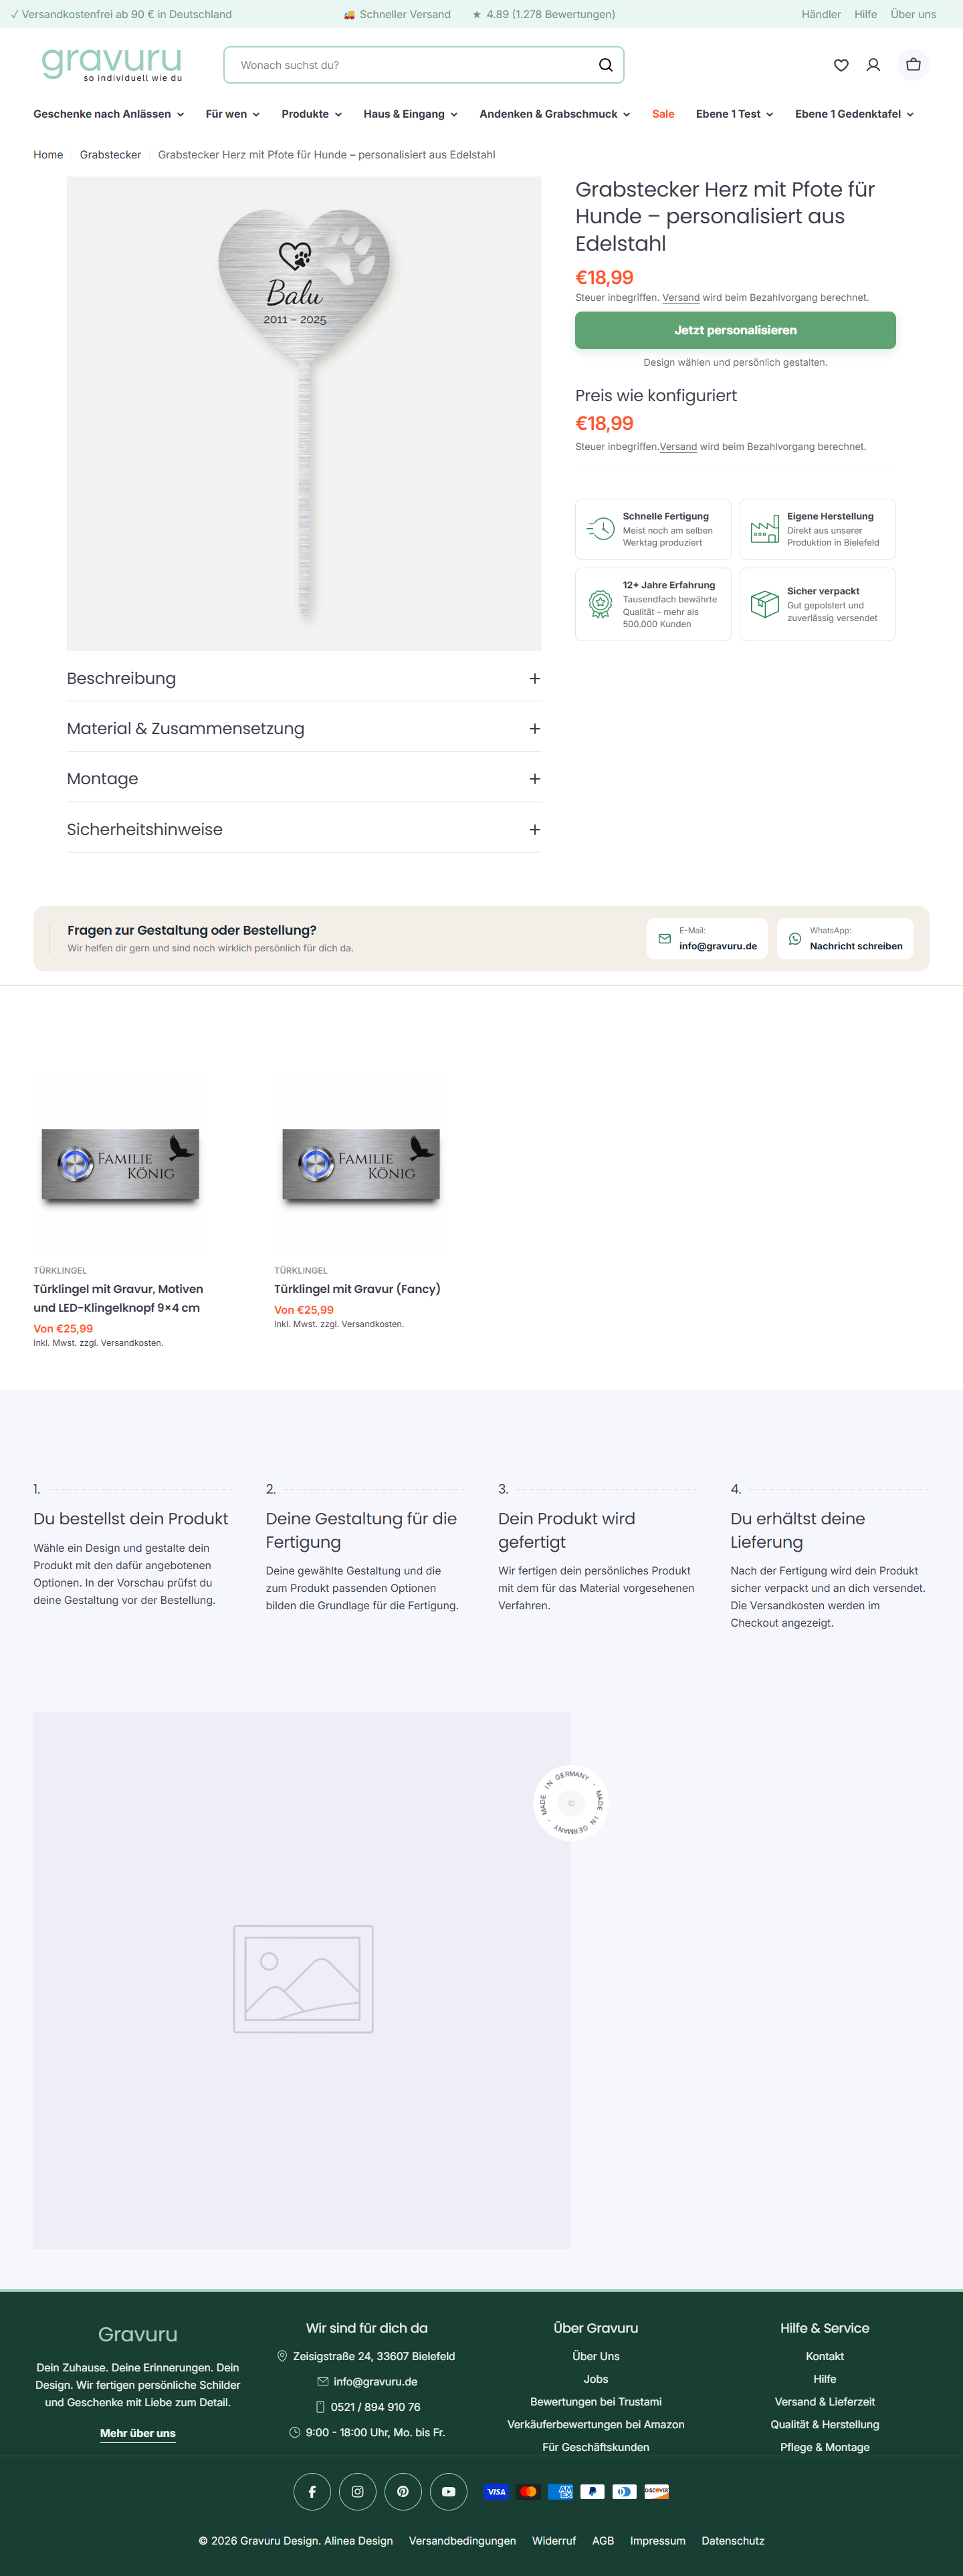 ✓ Versandkostenfrei ab 90 € in Deutschland
🚚 Schneller Versand
★ 4.89 (1.278 Bewertungen)
Händler Hilfe Über uns
gravuru
so individuell wie du
Wonach suchst du?
Geschenke nach Anlässen Für wen Produkte Haus & Eingang Andenken & Grabschmuck Sale Ebene 1 Test Ebene 1 Gedenktafel
Home Grabstecker Grabstecker Herz mit Pfote für Hunde – personalisiert aus Edelstahl
Balu
2011 – 2025
Grabstecker Herz mit Pfote für
Hunde – personalisiert aus
Edelstahl
€18,99
Steuer inbegriffen. Versand wird beim Bezahlvorgang berechnet.
Jetzt personalisieren
Design wählen und persönlich gestalten.
Preis wie konfiguriert
€18,99
Steuer inbegriffen.Versand wird beim Bezahlvorgang berechnet.
Schnelle Fertigung
Meist noch am selben
Werktag produziert
Eigene Herstellung
Direkt aus unserer
Produktion in Bielefeld
12+ Jahre Erfahrung
Tausendfach bewährte
Qualität – mehr als
500.000 Kunden
Sicher verpackt
Gut gepolstert und
zuverlässig versendet
Beschreibung
Material & Zusammensetzung
Montage
Sicherheitshinweise
Fragen zur Gestaltung oder Bestellung?
Wir helfen dir gern und sind noch wirklich persönlich für dich da.
E-Mail:
info@gravuru.de
WhatsApp:
Nachricht schreiben
FAMILIE
KÖNIG
FAMILIE
KÖNIG
TÜRKLINGEL
Türklingel mit Gravur, Motiven
und LED-Klingelknopf 9×4 cm
Von €25,99
Inkl. Mwst. zzgl. Versandkosten.
TÜRKLINGEL
Türklingel mit Gravur (Fancy)
Von €25,99
Inkl. Mwst. zzgl. Versandkosten.
1.
Du bestellst dein Produkt
Wähle ein Design und gestalte dein
Produkt mit den dafür angebotenen
Optionen. In der Vorschau prüfst du
deine Gestaltung vor der Bestellung.
2.
Deine Gestaltung für die
Fertigung
Deine gewählte Gestaltung und die
zum Produkt passenden Optionen
bilden die Grundlage für die Fertigung.
3.
Dein Produkt wird
gefertigt
Wir fertigen dein persönliches Produkt
mit dem für das Material vorgesehenen
Verfahren.
4.
Du erhältst deine
Lieferung
Nach der Fertigung wird dein Produkt
sicher verpackt und an dich versendet.
Die Versandkosten werden im
Checkout angezeigt.
MADE IN GERMANY - MADE IN GERMANY -
Gravuru
Dein Zuhause. Deine Erinnerungen. Dein
Design. Wir fertigen persönliche Schilder
und Geschenke mit Liebe zum Detail.
Mehr über uns
Wir sind für dich da
Zeisigstraße 24, 33607 Bielefeld
info@gravuru.de
0521 / 894 910 76
9:00 - 18:00 Uhr, Mo. bis Fr.
Über Gravuru
Über Uns
Jobs
Bewertungen bei Trustami
Verkäuferbewertungen bei Amazon
Für Geschäftskunden
Hilfe & Service
Kontakt
Hilfe
Versand & Lieferzeit
Qualität & Herstellung
Pflege & Montage
VISA AMEX DISCOVER
© 2026 Gravuru Design. Alinea Design Versandbedingungen Widerruf AGB Impressum Datenschutz